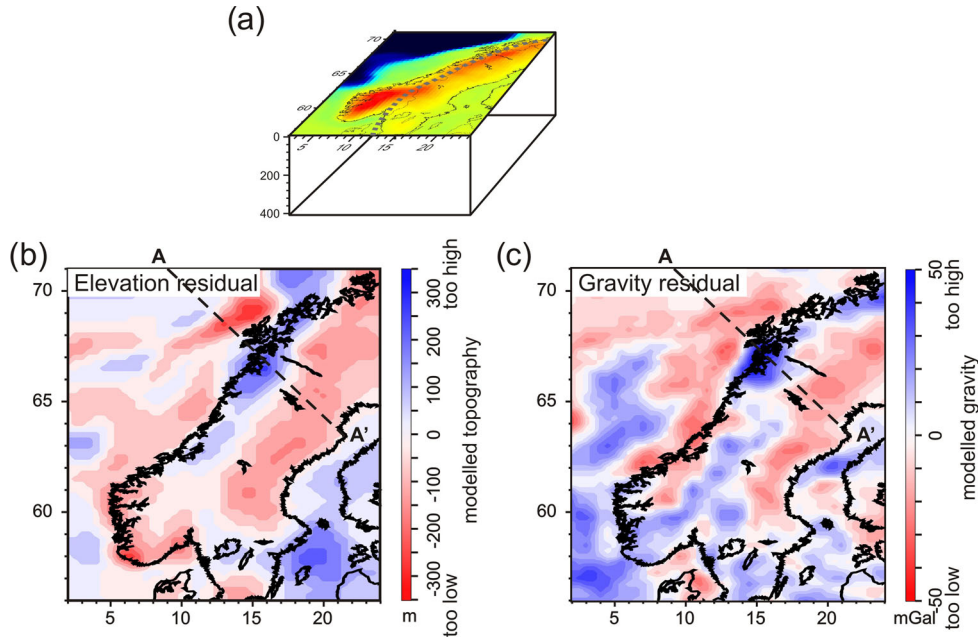 (a)
70
65
60
0
200
400
5
10
15
20
(b)
A
Elevation residual
A'
70
65
60
5
10
15
20
300
200
100
0
-100
-200
-300
m
too high
modelled topography
too low
(c)
A
Gravity residual
A'
70
65
60
5
10
15
20
50
0
-50
mGal
too high
modelled gravity
too low